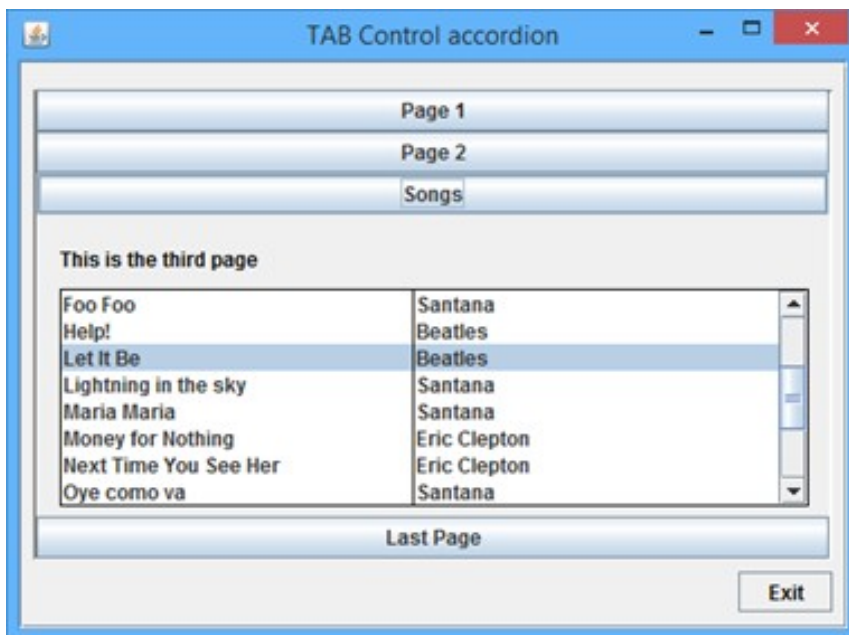 TAB Control accordion
Page 1
Page 2
Songs
This is the third page
Foo Foo Santana
Help! Beatles
Let It Be Beatles
Lightning in the sky Santana
Maria Maria Santana
Money for Nothing Eric Clepton
Next Time You See Her Eric Clepton
Oye como va Santana
Last Page
Exit